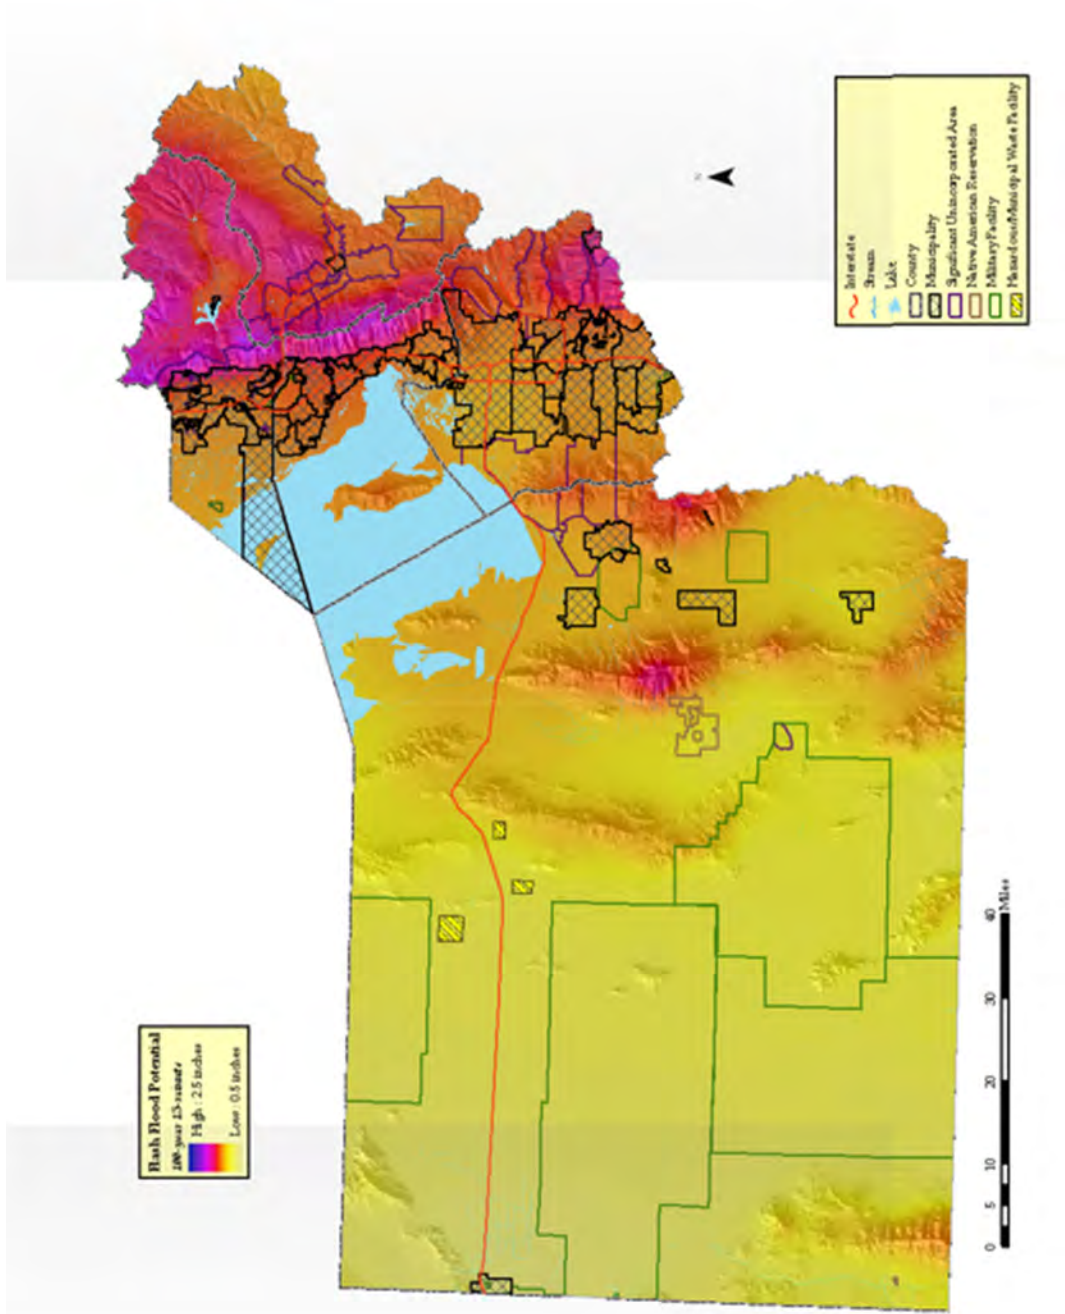 Flash Flood Potential
100-year 15-minute
High : 2.5 inches
Low : 0.5 inches
Interstate
Stream
Lake
County
Municipality
Significant Unincorporated Area
Native American Reservation
Military Facility
Hazardous/Municipal Waste Facility
0 5 10 20 30 40
Miles